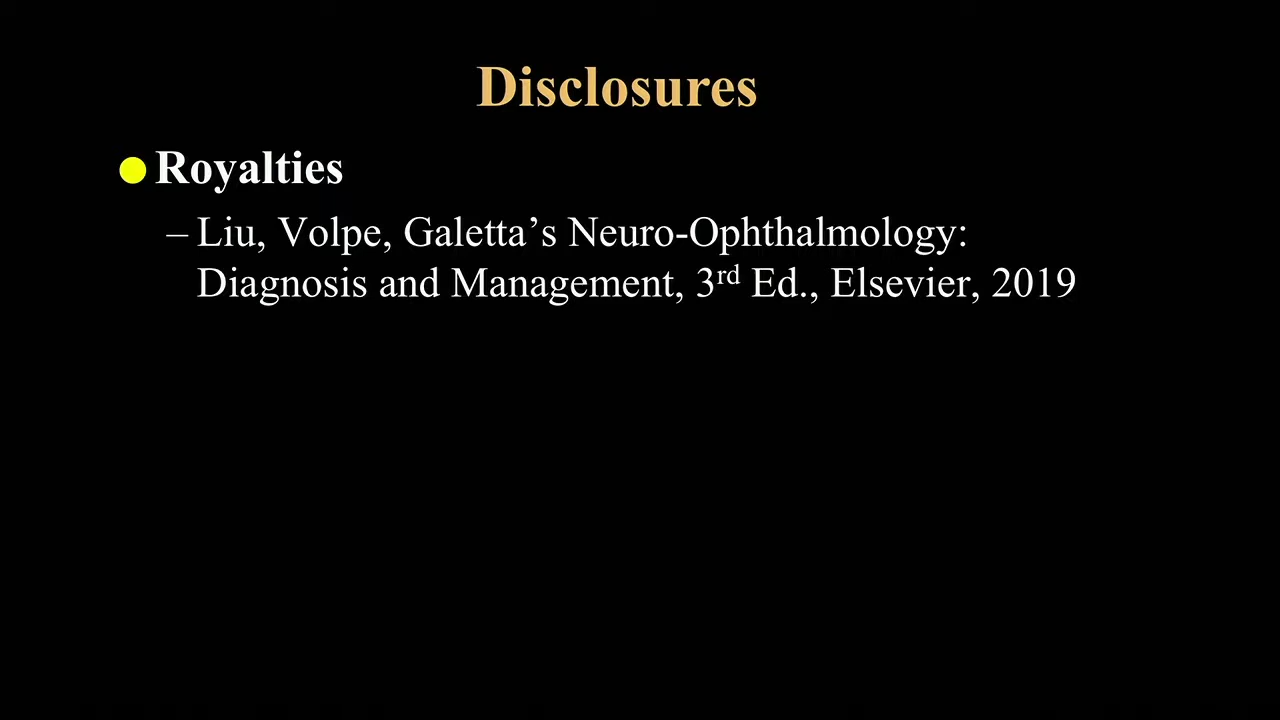 Disclosures
Royalties
– Liu, Volpe, Galetta’s Neuro-Ophthalmology:
Diagnosis and Management, 3rd Ed., Elsevier, 2019